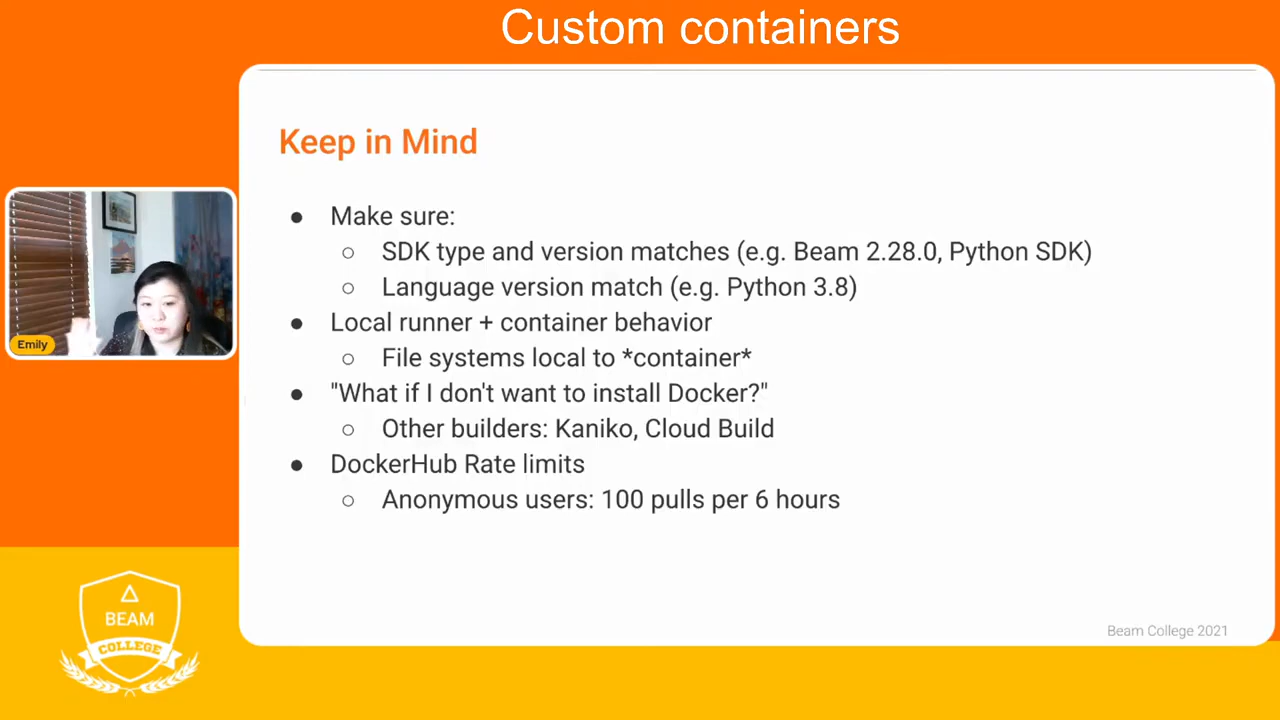 Custom containers
Keep in Mind
● Make sure:
○ SDK type and version matches (e.g. Beam 2.28.0, Python SDK)
○ Language version match (e.g. Python 3.8)
● Local runner + container behavior
○ File systems local to *container*
● "What if I don't want to install Docker?"
○ Other builders: Kaniko, Cloud Build
● DockerHub Rate limits
○ Anonymous users: 100 pulls per 6 hours
Emily
BEAM
COLLEGE
Beam College 2021